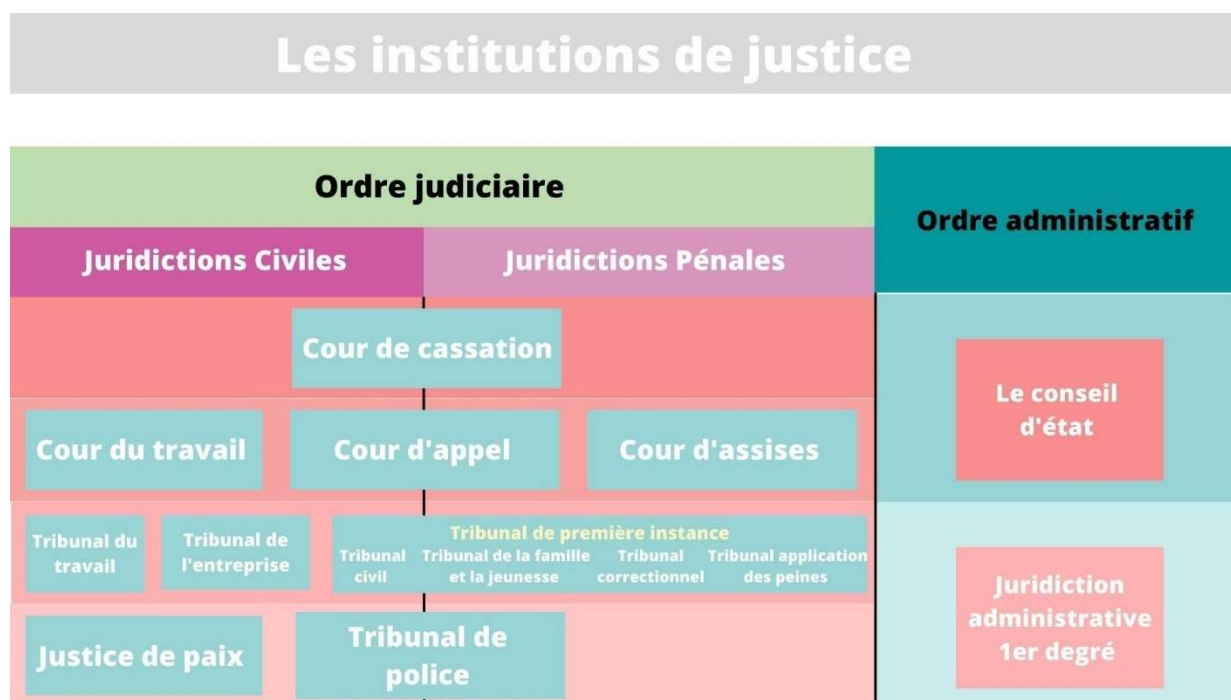 Les institutions de justice
Ordre judiciaire
Ordre administratif
Juridictions Civiles
Juridictions Pénales
Cour de cassation
Le conseil
d'état
Cour du travail
Cour d'appel
Cour d'assises
Tribunal du
travail
Tribunal de
l'entreprise
Tribunal de première instance
Tribunal
civil
Tribunal de la famille
et la jeunesse
Tribunal
correctionnel
Tribunal application
des peines
Juridiction
administrative
1er degré
Justice de paix
Tribunal de
police